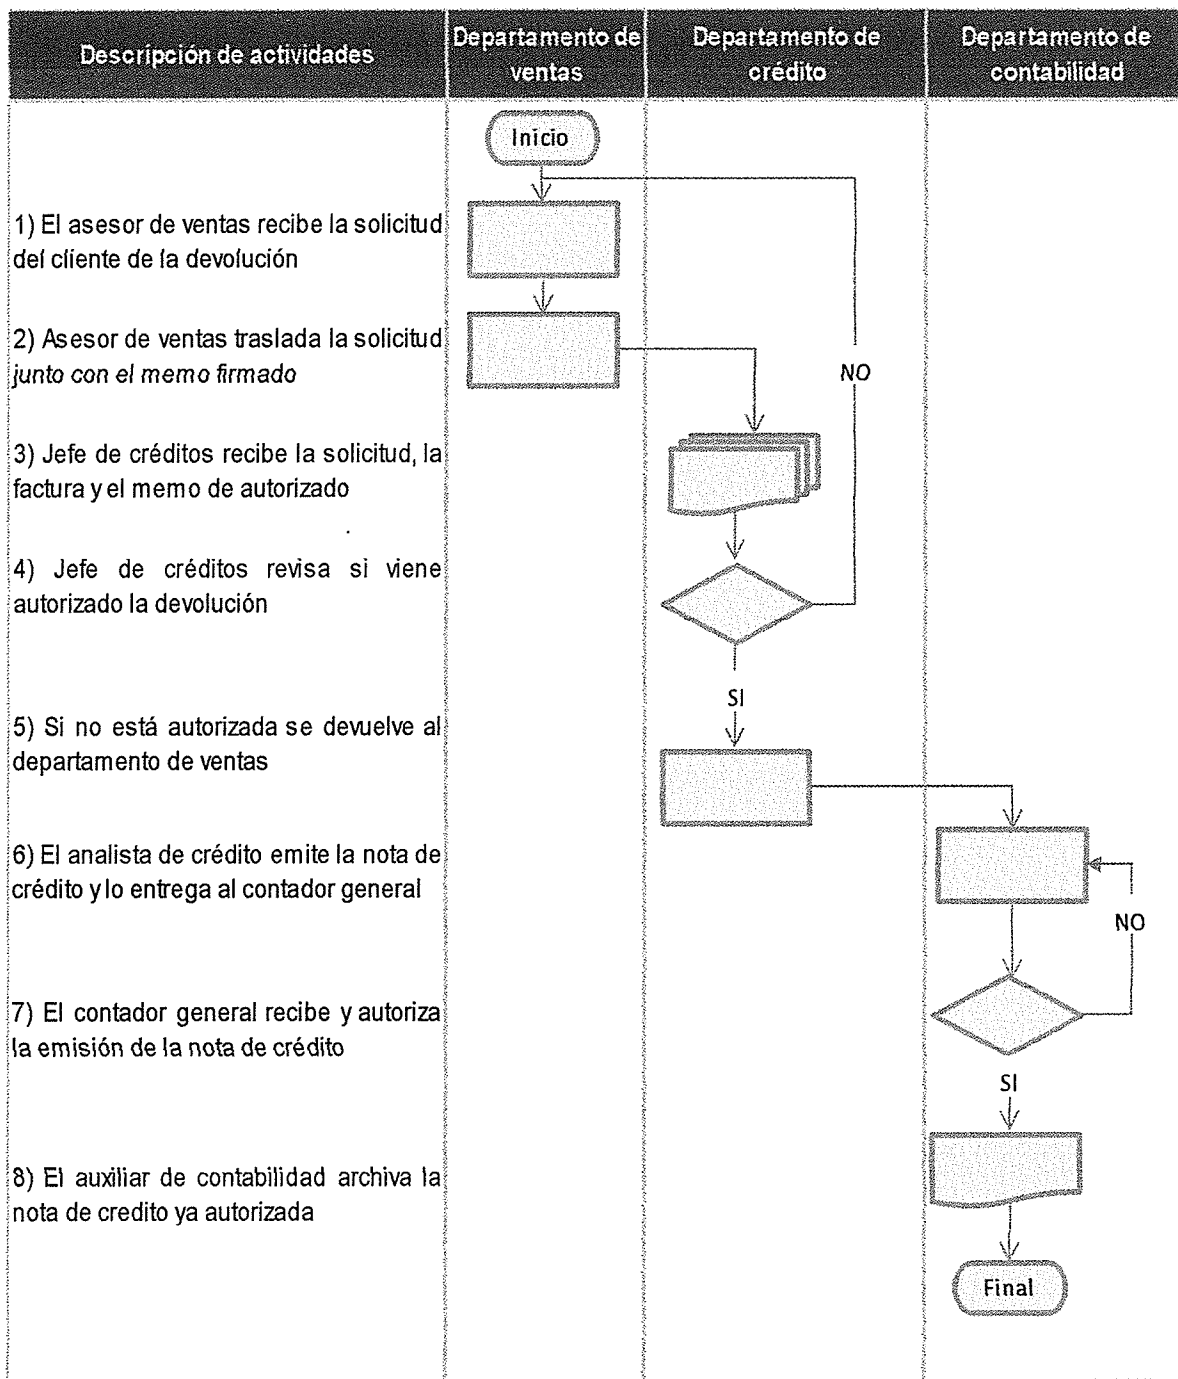 Descripción de actividades
Departamento de
ventas
Departamento de
crédito
Departamento de
contabilidad
Inicio
1) El asesor de ventas recibe la solicitud
del cliente de la devolución
2) Asesor de ventas traslada la solicitud
junto con el memo firmado
NO
3) Jefe de créditos recibe la solicitud, la
factura y el memo de autorizado
4) Jefe de créditos revisa si viene
autorizado la devolución
SI
5) Si no está autorizada se devuelve al
departamento de ventas
6) El analista de crédito emite la nota de
crédito y lo entrega al contador general
NO
7) El contador general recibe y autoriza
la emisión de la nota de crédito
SI
8) El auxiliar de contabilidad archiva la
nota de credito ya autorizada
Final